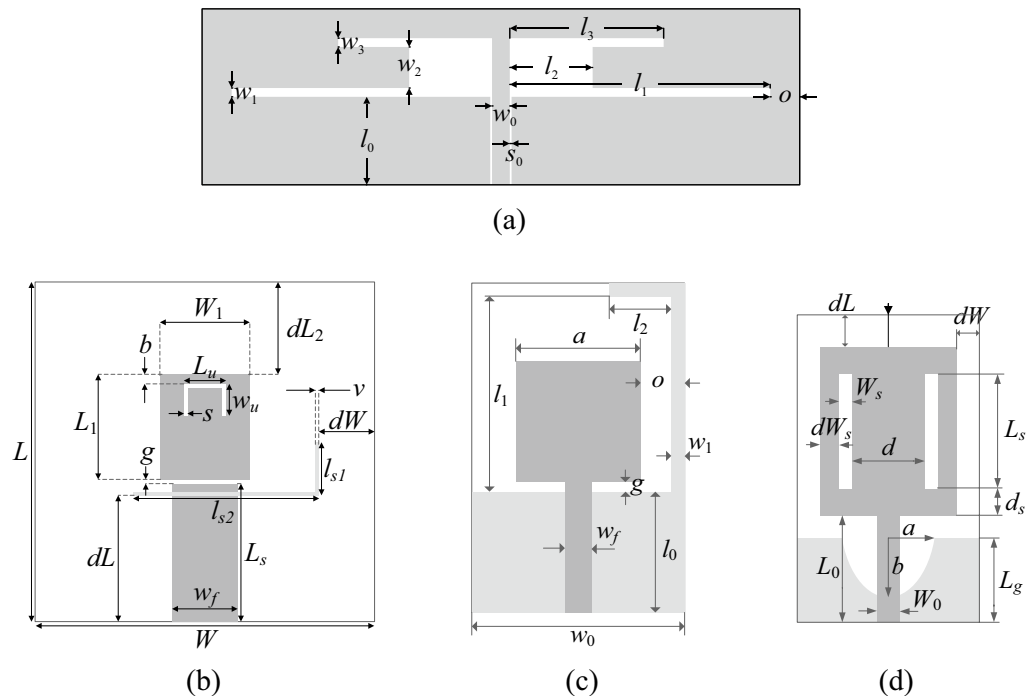 l3
w3
w2
l2
l1
w1
o
w0
l0
s0
(a)
W1
dL2
b
Lu
v
wu
L1
s
dW
L
g
ls1
ls2
dL
Ls
wf
W
(b)
l2
a
l1
o
w1
g
wf
l0
w0
(c)
dL
dW
Ws
dWs
d
Ls
ds
a
L0
b
Lg
W0
(d)